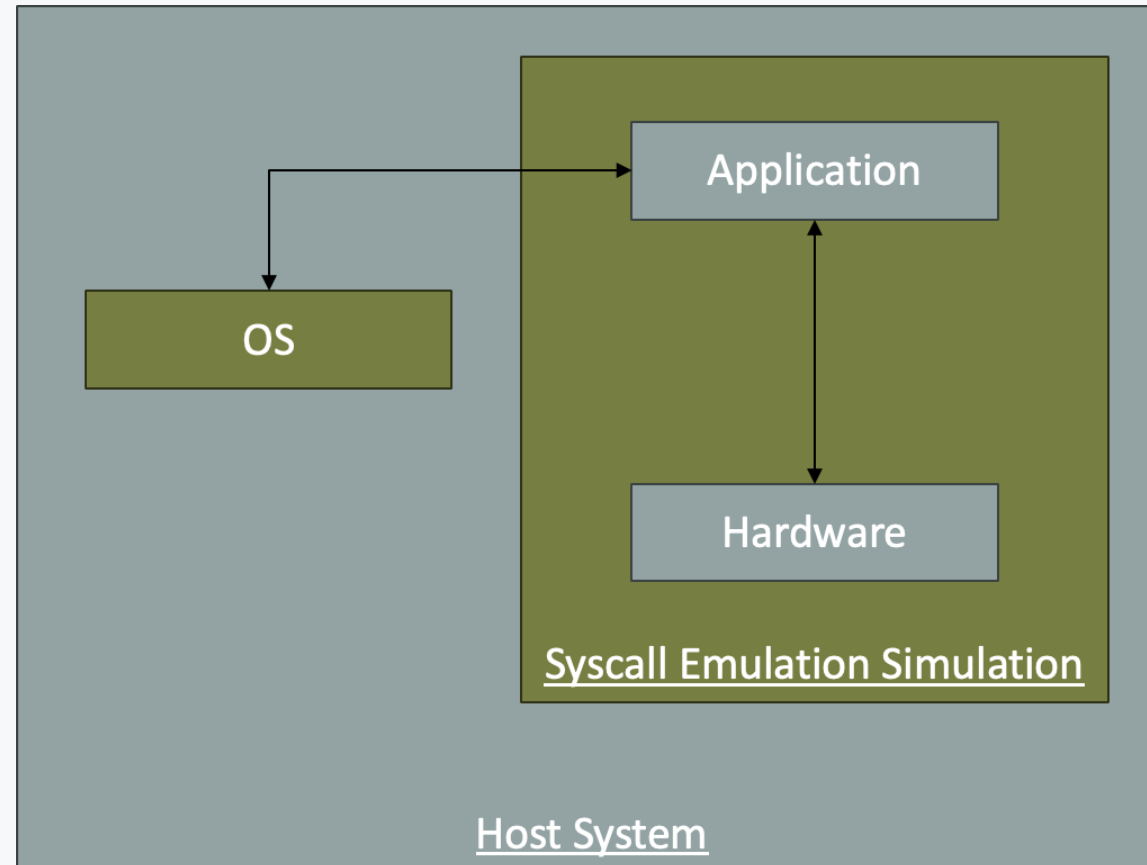 Application
OS
Hardware
Syscall Emulation Simulation
Host System